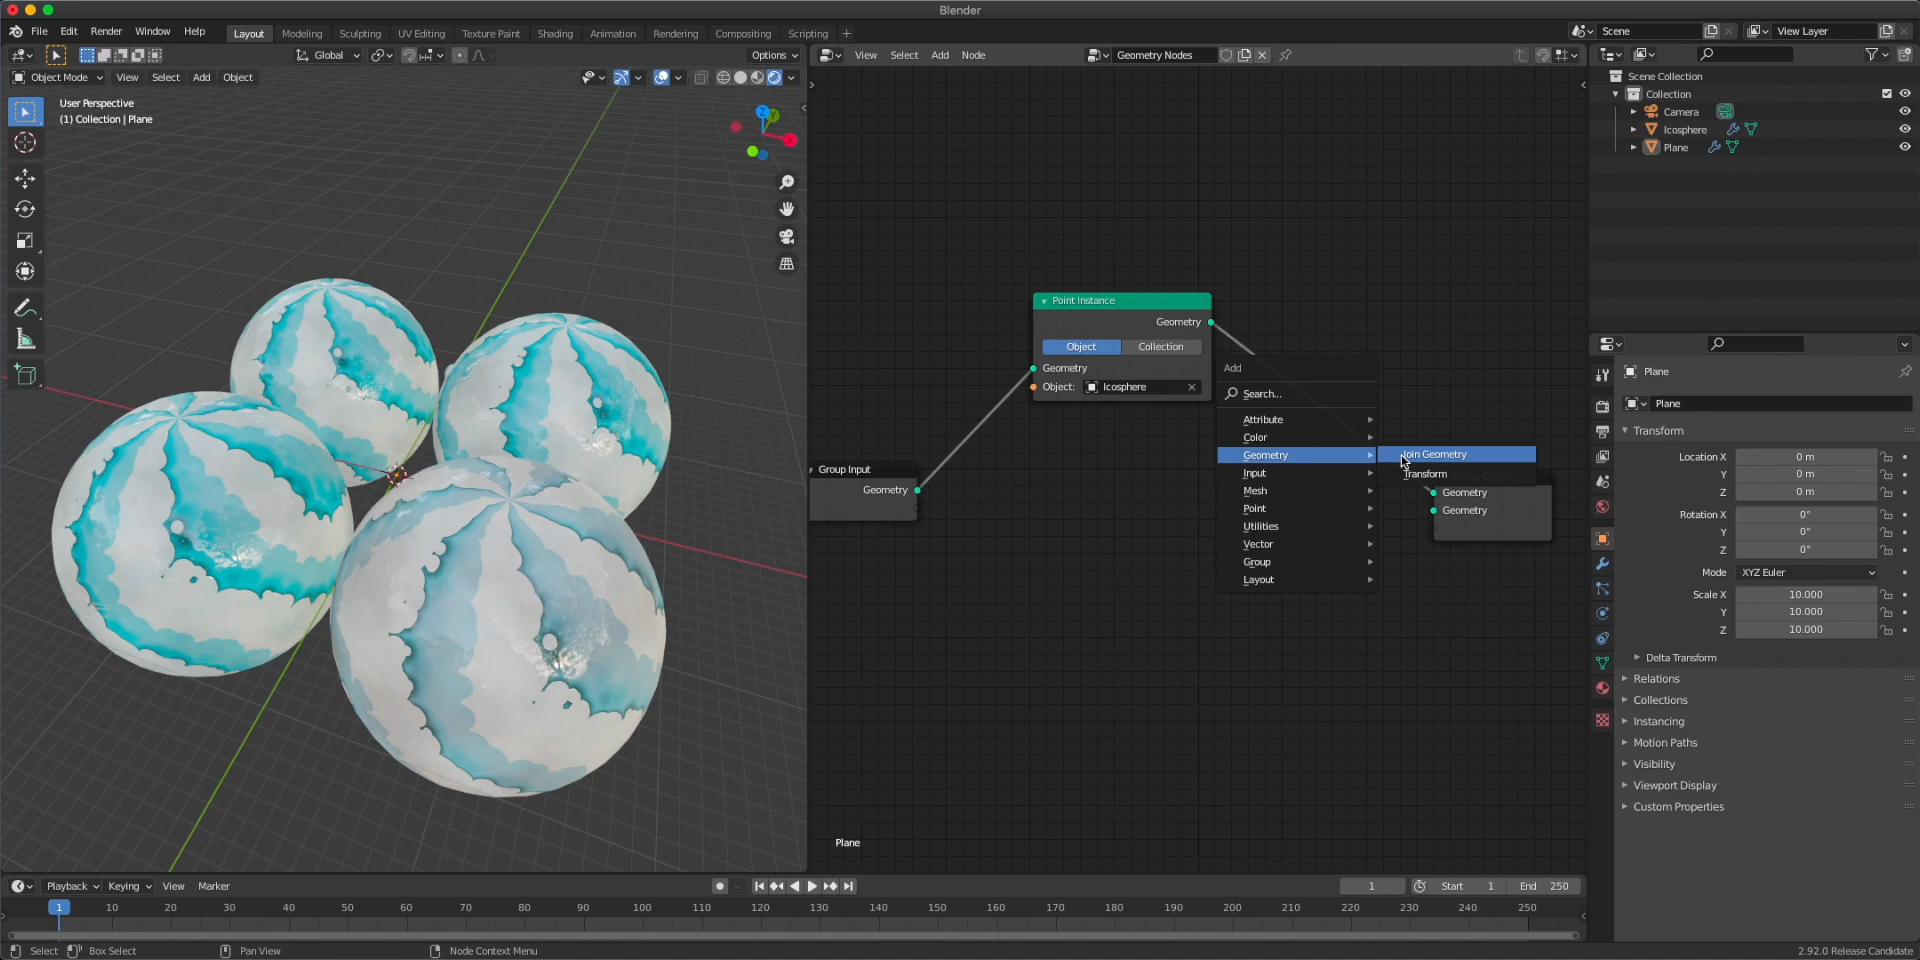 Blender
File Edit Render Window Help Layout Modeling Sculpting UV Editing Texture Paint Shading Animation Rendering Compositing Scripting + Scene View Layer
Global Options View Select Add Node Geometry Nodes
Object Mode View Select Add Object
User Perspective
(1) Collection | Plane
Z
Y
X
Scene Collection
Collection
Camera
Icosphere
Plane
Point Instance
Geometry
Object Collection
Geometry
Object: Icosphere
Group Input
Geometry
Add
Search...
Attribute
Color
Geometry
Input
Mesh
Point
Utilities
Vector
Group
Layout
Join Geometry
Transform
Geometry
Geometry
Plane
Plane
Plane
Transform
Location X 0 m
Y 0 m
Z 0 m
Rotation X 0°
Y 0°
Z 0°
Mode XYZ Euler
Scale X 10.000
Y 10.000
Z 10.000
Delta Transform
Relations
Collections
Instancing
Motion Paths
Visibility
Viewport Display
Custom Properties
Playback Keying View Marker 1 Start 1 End 250
1 10 20 30 40 50 60 70 80 90 100 110 120 130 140 150 160 170 180 190 200 210 220 230 240 250
Select Box Select Pan View Node Context Menu 2.92.0 Release Candidate